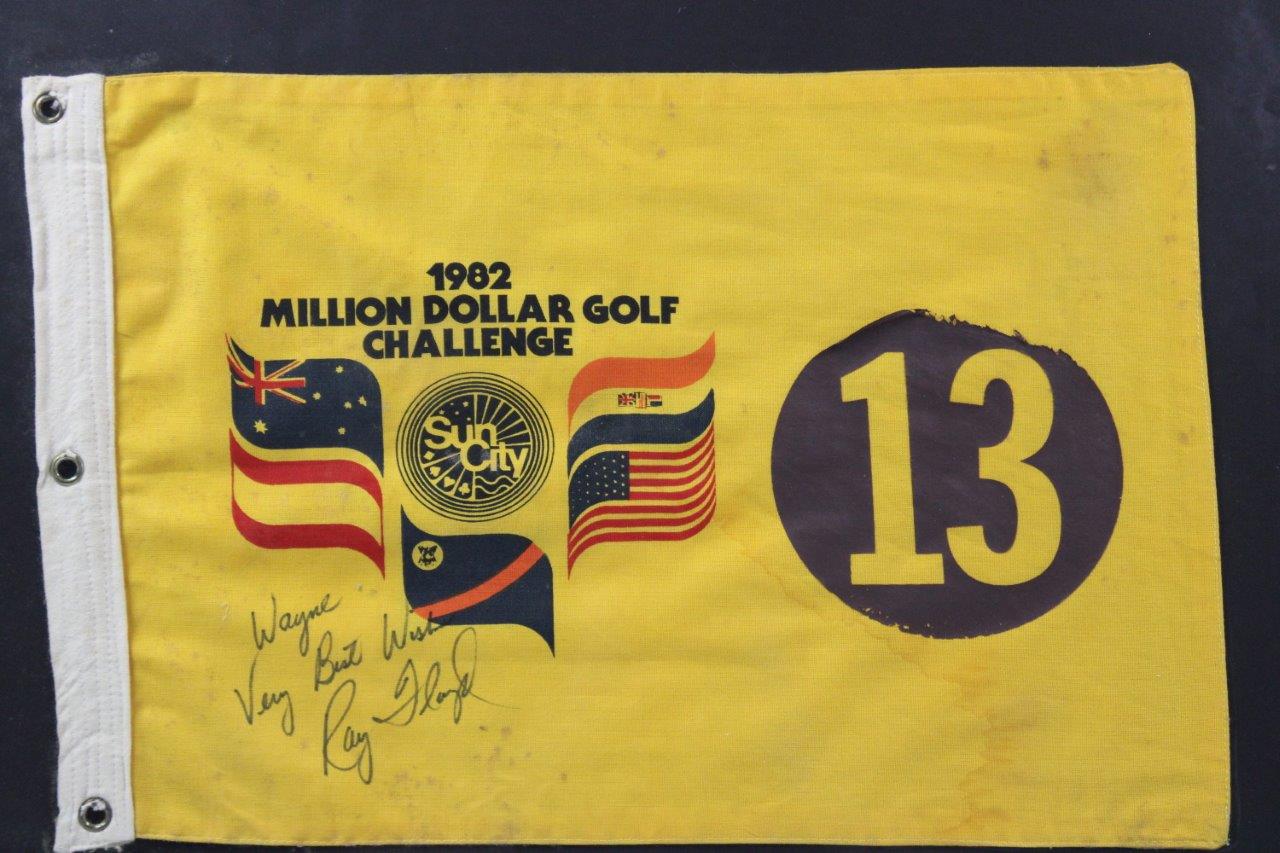 1982
MILLION DOLLAR GOLF
CHALLENGE
Sun
City
13
Wayne
Very Best Wishes
Ray Floyd